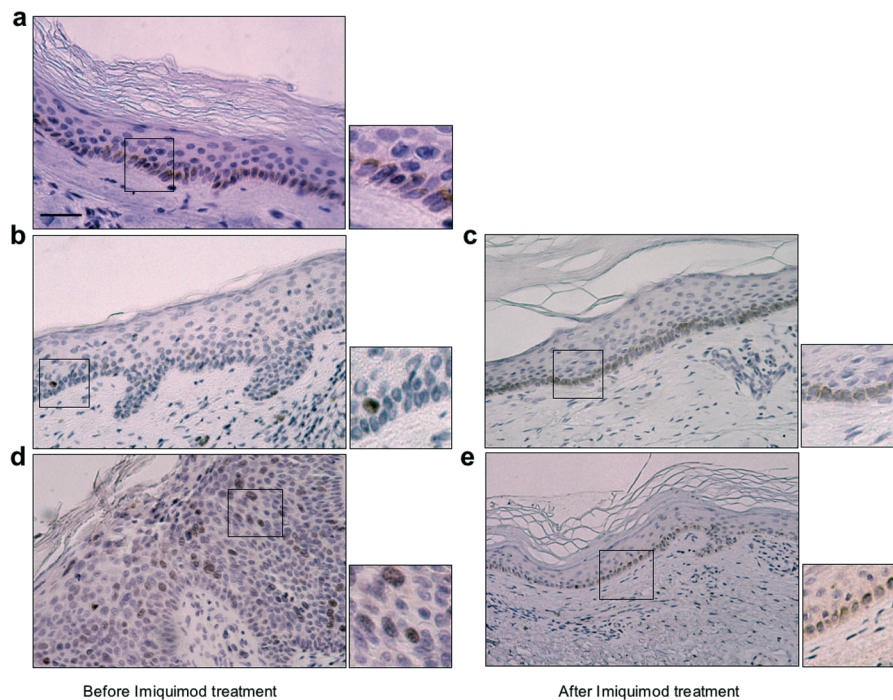 a
b
c
d
e
Before Imiquimod treatment
After Imiquimod treatment